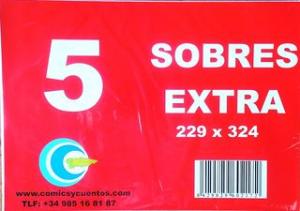 5
SOBRES
EXTRA
229 x 324
www.comicsycuentos.com
TLF: +34 985 16 81 87